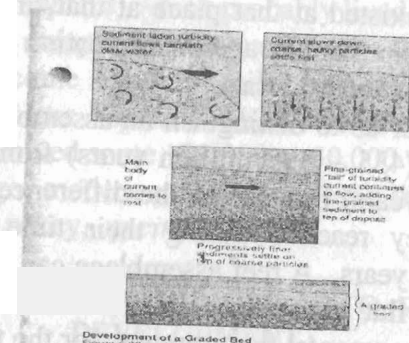 Sediment laden turbidity
current flows beneath
clear water
Current slows down,
coarse, heavy particles
settle first
Main
body
of
current
comes to
rest
Fine-grained
"tail" of turbidity
current continues
to flow, adding
fine-grained
sediment to
top of deposit
Progressively finer
sediments settle on
top of coarse particles
A graded
bed
Development of a Graded Bed